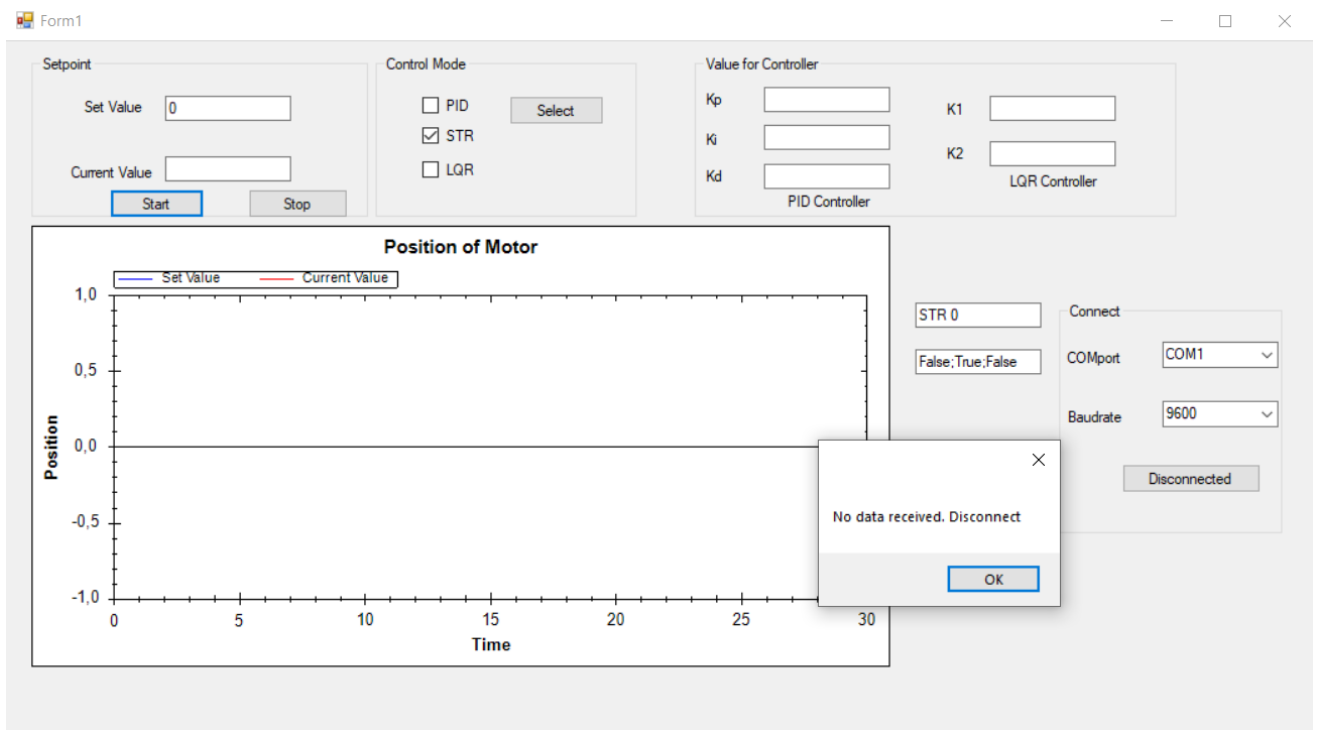 Form1
Setpoint
Set Value 0
Current Value
Start Stop
Control Mode
PID
STR
LQR
Select
Value for Controller
Kp
Ki
Kd
PID Controller
K1
K2
LQR Controller
Position of Motor
Set Value Current Value
1,0
0,5
0,0
-0,5
-1,0
Position
0 5 10 15 20 25 30
Time
STR 0
False;True;False
Connect
COMport COM1
Baudrate 9600
Disconnected
No data received. Disconnect
OK